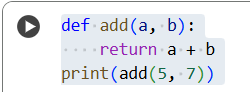 def add(a, b):
    return a + b
print(add(5, 7))